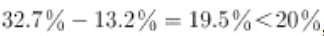 32.7% − 13.2% = 19.5%<20%,